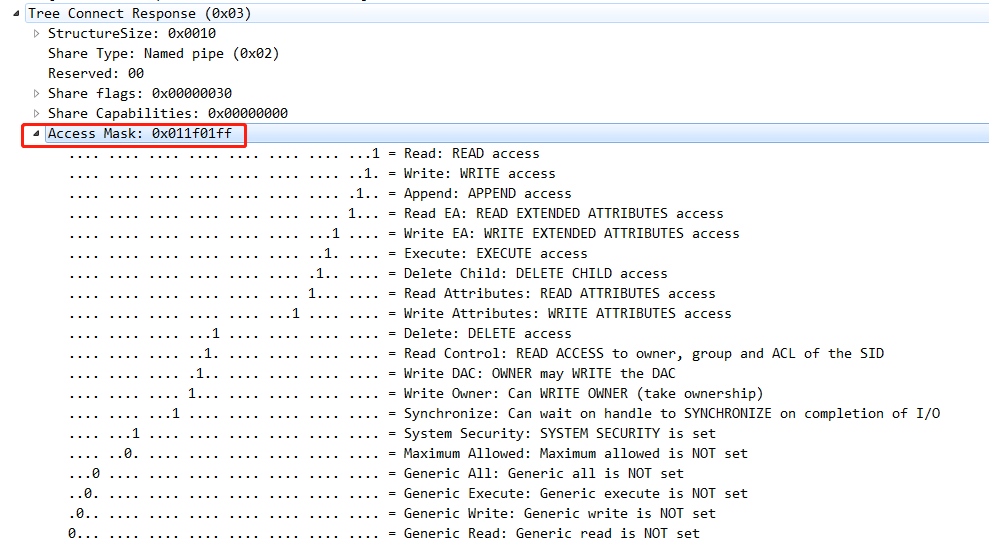 Tree Connect Response (0x03)
StructureSize: 0x0010
Share Type: Named pipe (0x02)
Reserved: 00
Share flags: 0x00000030
Share Capabilities: 0x00000000
Access Mask: 0x011f01ff
.... .... .... .... .... .... .... ...1 = Read: READ access
.... .... .... .... .... .... .... ..1. = Write: WRITE access
.... .... .... .... .... .... .... .1.. = Append: APPEND access
.... .... .... .... .... .... .... 1... = Read EA: READ EXTENDED ATTRIBUTES access
.... .... .... .... .... .... ...1 .... = Write EA: WRITE EXTENDED ATTRIBUTES access
.... .... .... .... .... .... ..1. .... = Execute: EXECUTE access
.... .... .... .... .... .... .1.. .... = Delete Child: DELETE CHILD access
.... .... .... .... .... .... 1... .... = Read Attributes: READ ATTRIBUTES access
.... .... .... .... .... ...1 .... .... = Write Attributes: WRITE ATTRIBUTES access
.... .... .... ...1 .... .... .... .... = Delete: DELETE access
.... .... .... ..1. .... .... .... .... = Read Control: READ ACCESS to owner, group and ACL of the SID
.... .... .... .1.. .... .... .... .... = Write DAC: OWNER may WRITE the DAC
.... .... .... 1... .... .... .... .... = Write Owner: Can WRITE OWNER (take ownership)
.... .... ...1 .... .... .... .... .... = Synchronize: Can wait on handle to SYNCHRONIZE on completion of I/O
.... ...1 .... .... .... .... .... .... = System Security: SYSTEM SECURITY is set
.... ..0. .... .... .... .... .... .... = Maximum Allowed: Maximum allowed is NOT set
...0 .... .... .... .... .... .... .... = Generic All: Generic all is NOT set
..0. .... .... .... .... .... .... .... = Generic Execute: Generic execute is NOT set
.0.. .... .... .... .... .... .... .... = Generic Write: Generic write is NOT set
0... .... .... .... .... .... .... .... = Generic Read: Generic read is NOT set